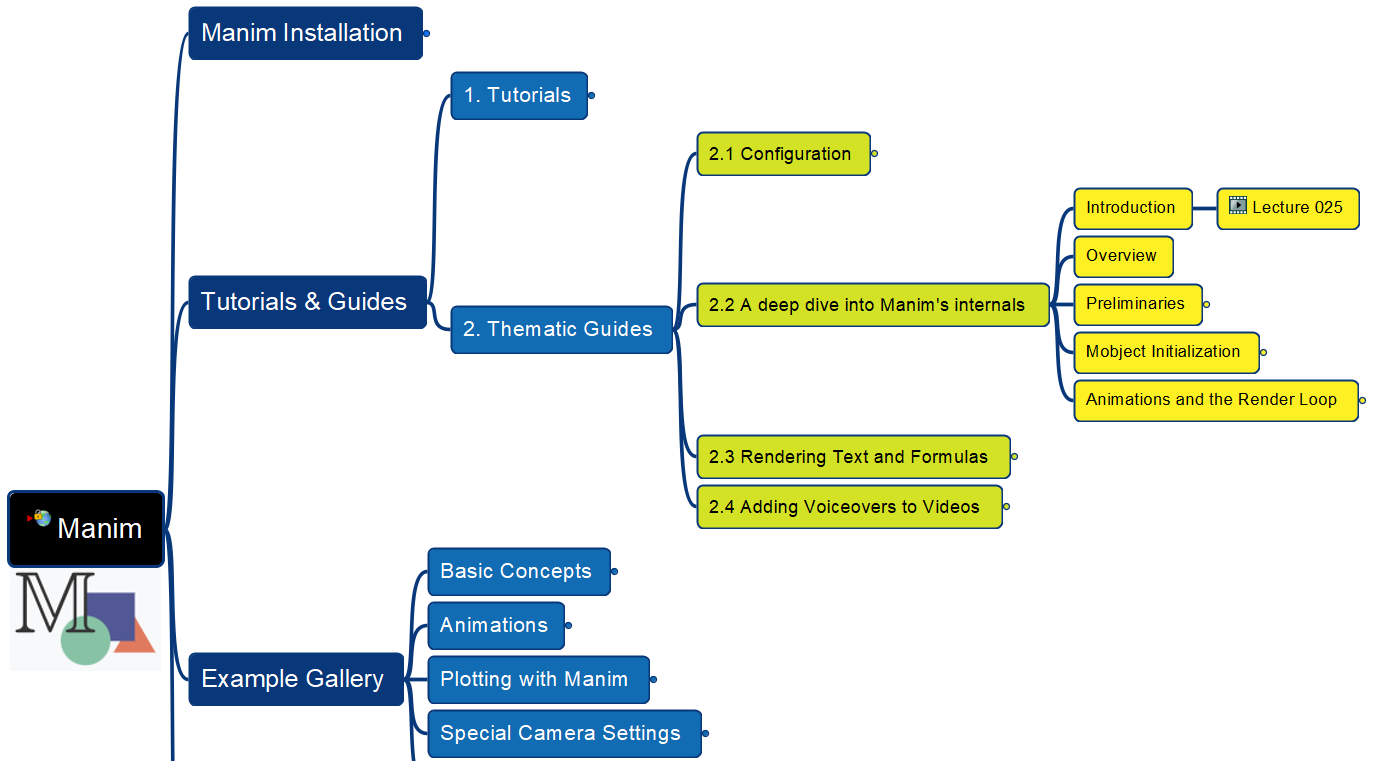 Manim Installation
1. Tutorials
2.1 Configuration
Introduction
Lecture 025
Overview
Tutorials & Guides
2. Thematic Guides
2.2 A deep dive into Manim's internals
Preliminaries
Mobject Initialization
Animations and the Render Loop
2.3 Rendering Text and Formulas
2.4 Adding Voiceovers to Videos
Manim
M
Basic Concepts
Animations
Example Gallery
Plotting with Manim
Special Camera Settings